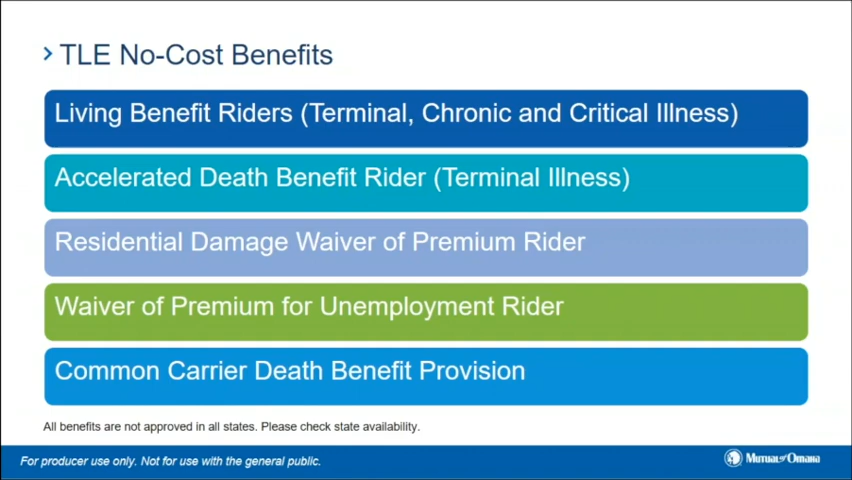 TLE No-Cost Benefits
Living Benefit Riders (Terminal, Chronic and Critical Illness)
Accelerated Death Benefit Rider (Terminal Illness)
Residential Damage Waiver of Premium Rider
Waiver of Premium for Unemployment Rider
Common Carrier Death Benefit Provision
All benefits are not approved in all states. Please check state availability.
For producer use only. Not for use with the general public.
Mutual of Omaha